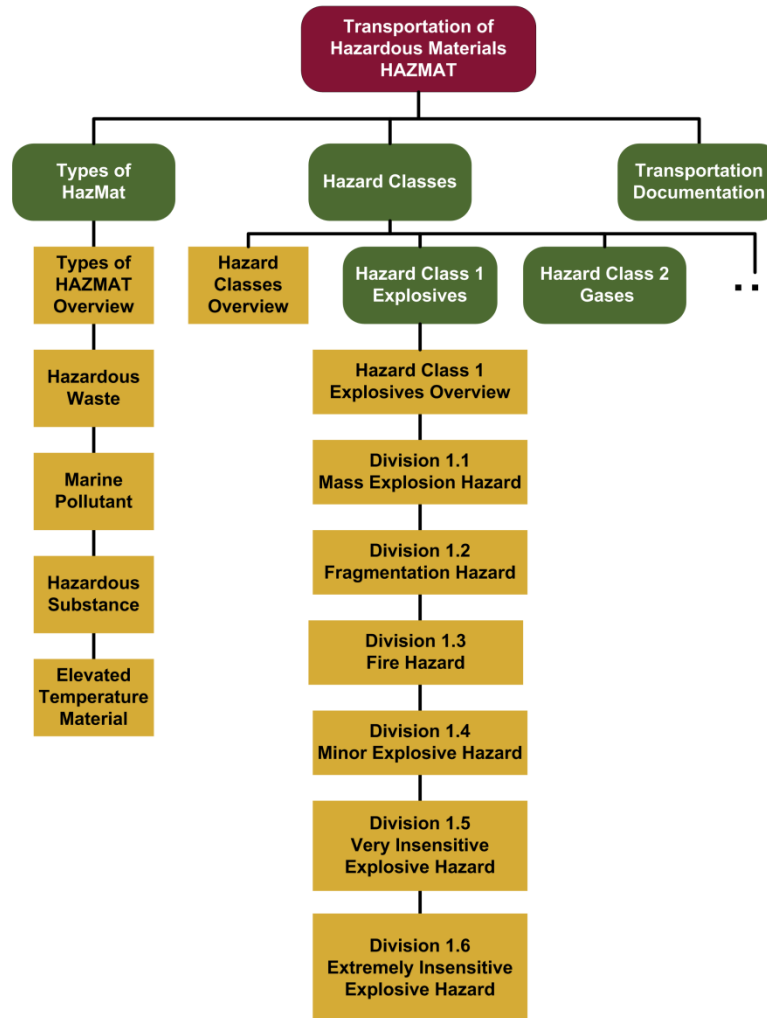 Transportation of
Hazardous Materials
HAZMAT
Types of
HazMat
Hazard Classes
Transportation
Documentation
Types of
HAZMAT
Overview
Hazard
Classes
Overview
Hazard Class 1
Explosives
Hazard Class 2
Gases
..
Hazardous
Waste
Marine
Pollutant
Hazardous
Substance
Elevated
Temperature
Material
Hazard Class 1
Explosives Overview
Division 1.1
Mass Explosion Hazard
Division 1.2
Fragmentation Hazard
Division 1.3
Fire Hazard
Division 1.4
Minor Explosive Hazard
Division 1.5
Very Insensitive
Explosive Hazard
Division 1.6
Extremely Insensitive
Explosive Hazard